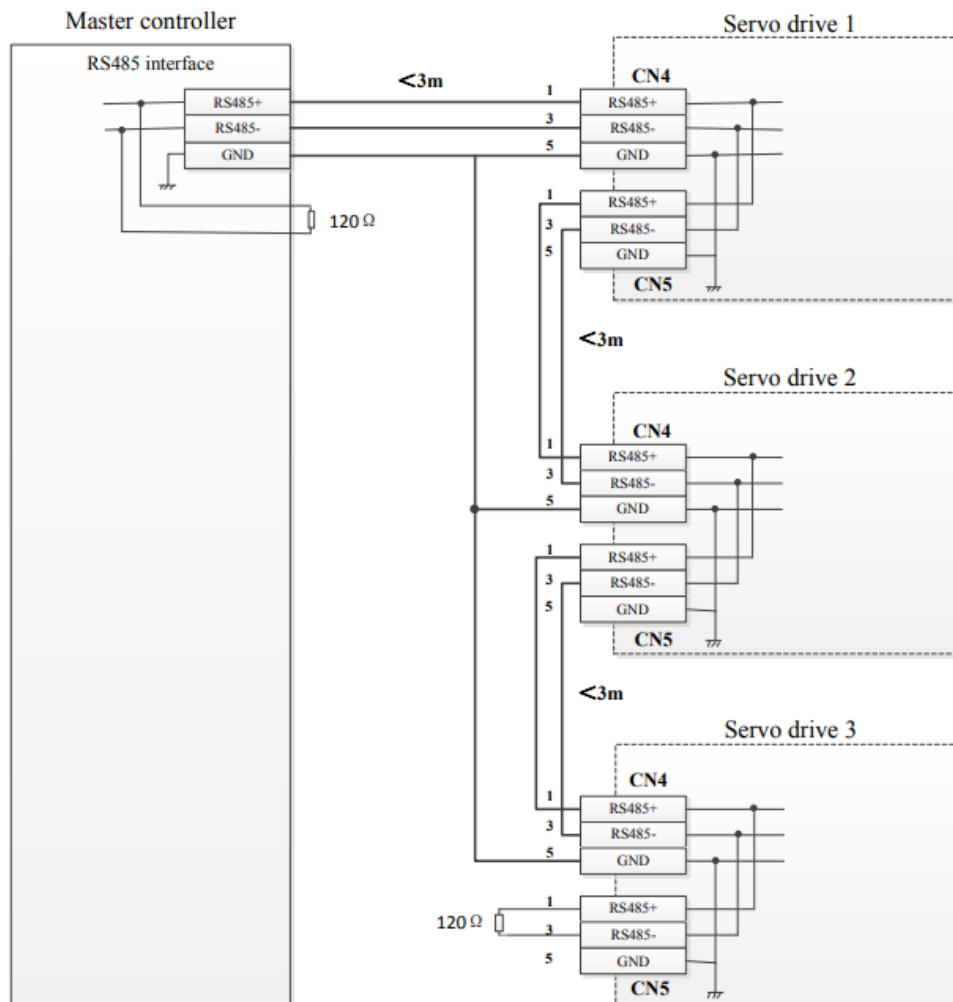 Master controller
Servo drive 1
RS485 interface
<3m
CN4
RS485+
1
RS485+
RS485-
3
RS485-
GND
5
GND
1
RS485+
120 Ω
3
RS485-
5
GND
CN5
<3m
Servo drive 2
CN4
1
RS485+
3
RS485-
5
GND
1
RS485+
3
RS485-
5
GND
CN5
<3m
Servo drive 3
CN4
1
RS485+
3
RS485-
5
GND
1
RS485+
120 Ω
3
RS485-
5
GND
CN5